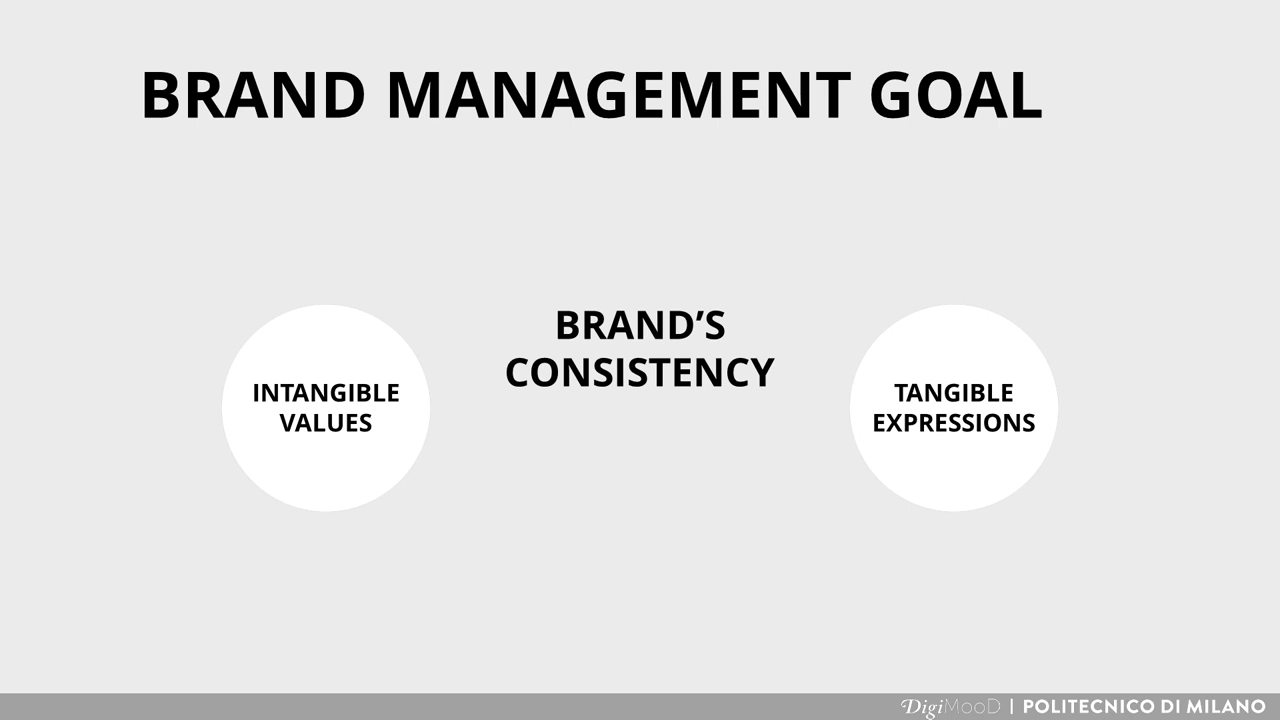 BRAND MANAGEMENT GOAL
BRAND’S
CONSISTENCY
INTANGIBLE
VALUES
TANGIBLE
EXPRESSIONS
DigiMooD | POLITECNICO DI MILANO